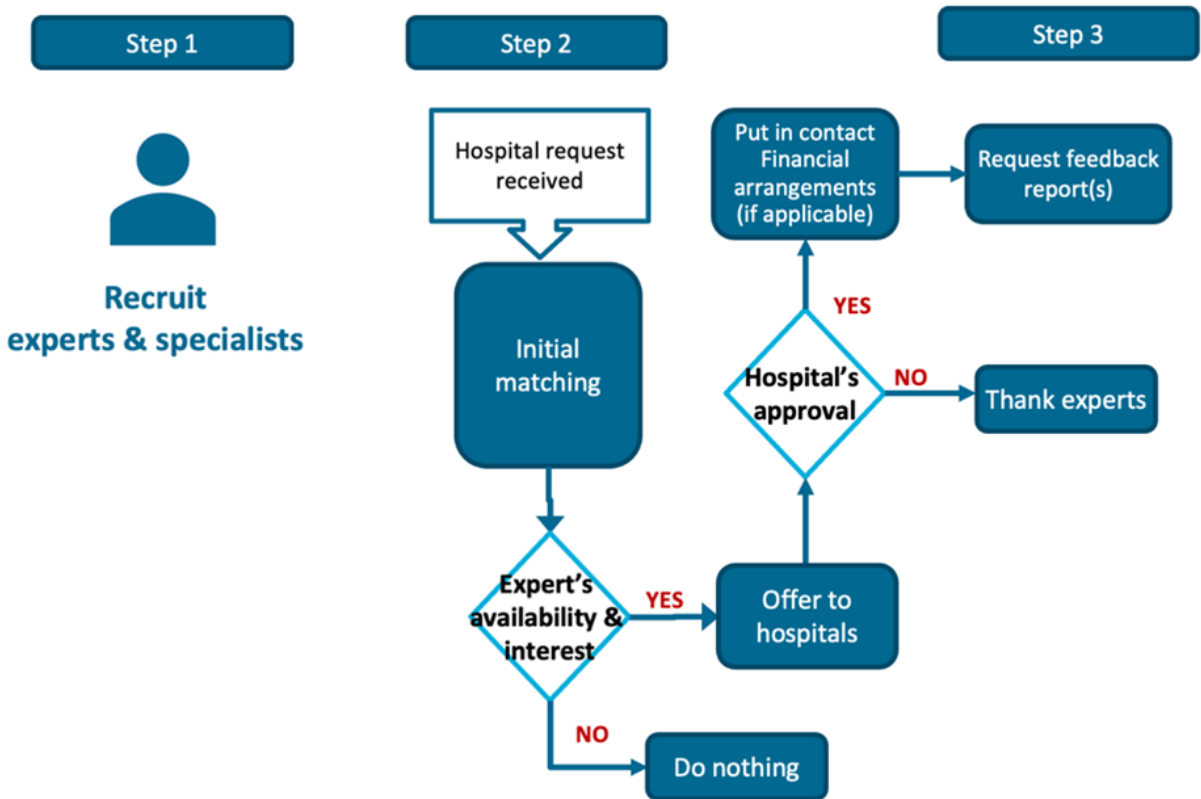 Step 1
Step 2
Step 3
Recruit
experts & specialists
Hospital request
received
Initial
matching
Expert's
availability &
interest
YES
NO
Do nothing
Offer to
hospitals
Hospital's
approval
YES
NO
Put in contact
Financial
arrangements
(if applicable)
Request feedback
report(s)
Thank experts